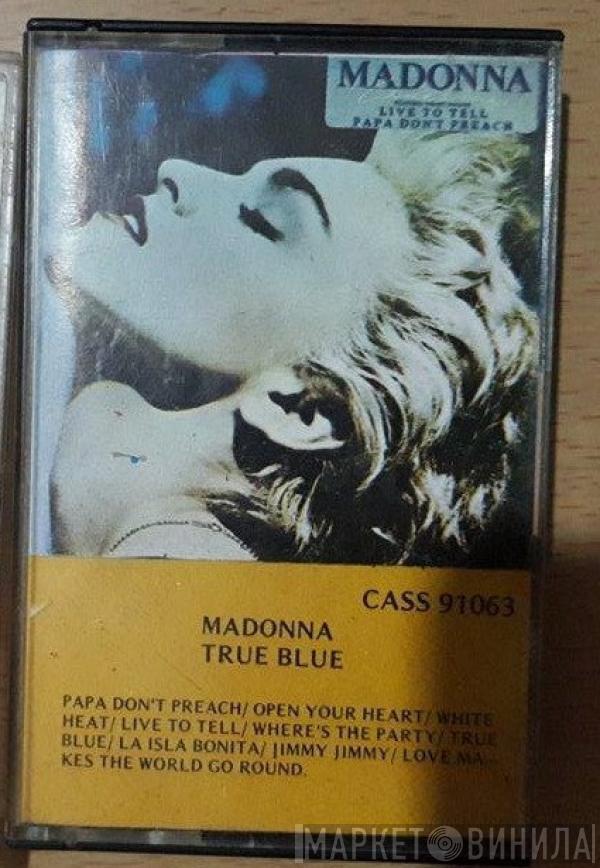 MADONNA
LIVE TO TELL
PAPA DON'T PREACH
CASS 91063
MADONNA
TRUE BLUE
PAPA DON'T PREACH/ OPEN YOUR HEART/ WHITE
HEAT/ LIVE TO TELL/ WHERE'S THE PARTY/ TRUE
BLUE/ LA ISLA BONITA/ JIMMY JIMMY/ LOVE MA-
KES THE WORLD GO ROUND.
МАРКЕТ ВИНИЛА